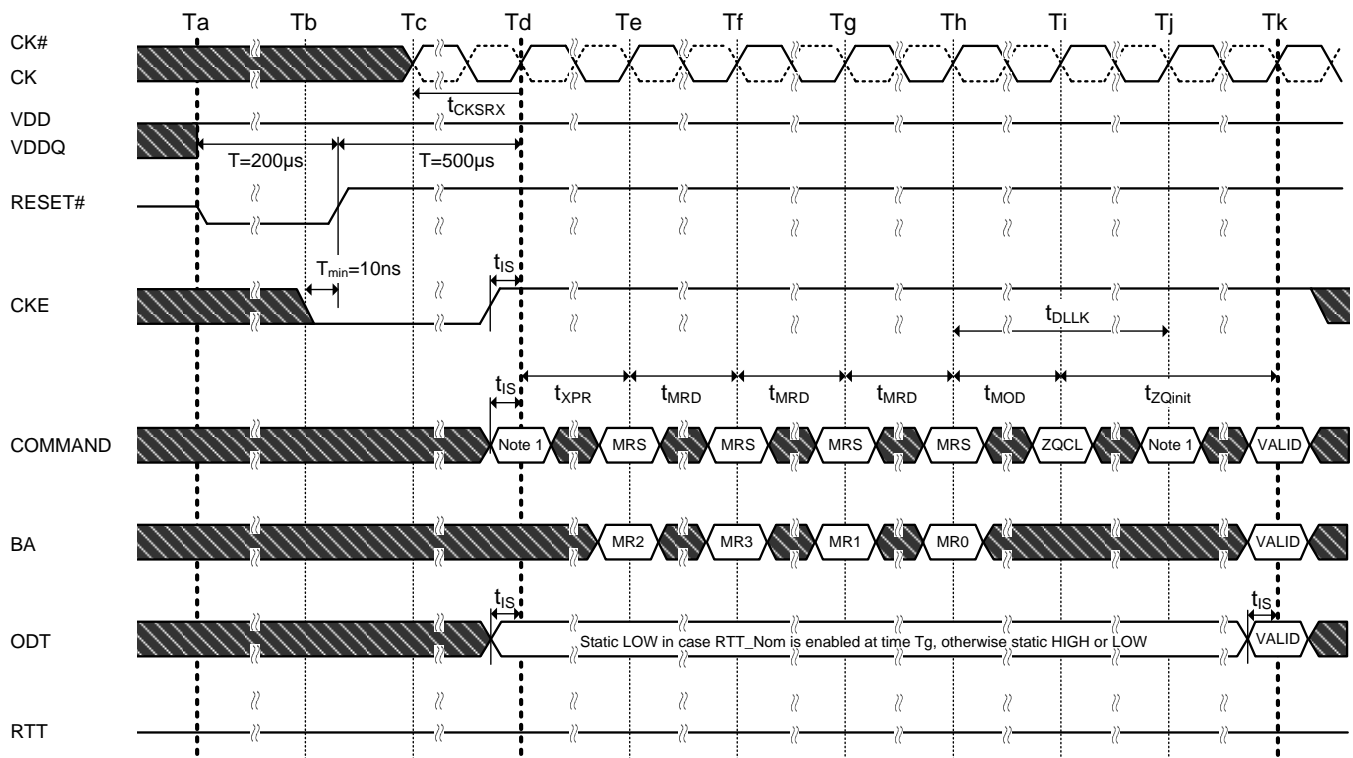 Ta Tb Tc Td Te Tf Tg Th Ti Tj Tk
CK#
CK
tCKSRX
VDD
VDDQ
T=200µs T=500µs
RESET#
Tmin=10ns tIS
CKE
tDLLK
tIS tXPR tMRD tMRD tMRD tMOD tZQinit
COMMAND Note 1 MRS MRS MRS MRS ZQCL Note 1 VALID
BA MR2 MR3 MR1 MR0 VALID
tIS tIS
ODT Static LOW in case RTT_Nom is enabled at time Tg, otherwise static HIGH or LOW VALID
RTT